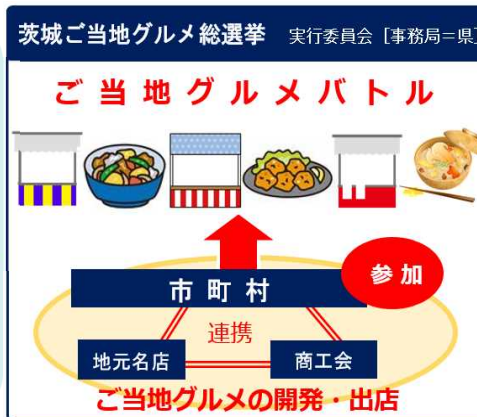 茨城ご当地グルメ総選挙 実行委員会［事務局＝県］
ご当地グルメバトル
参加
市町村
連携
地元名店
商工会
ご当地グルメの開発・出店